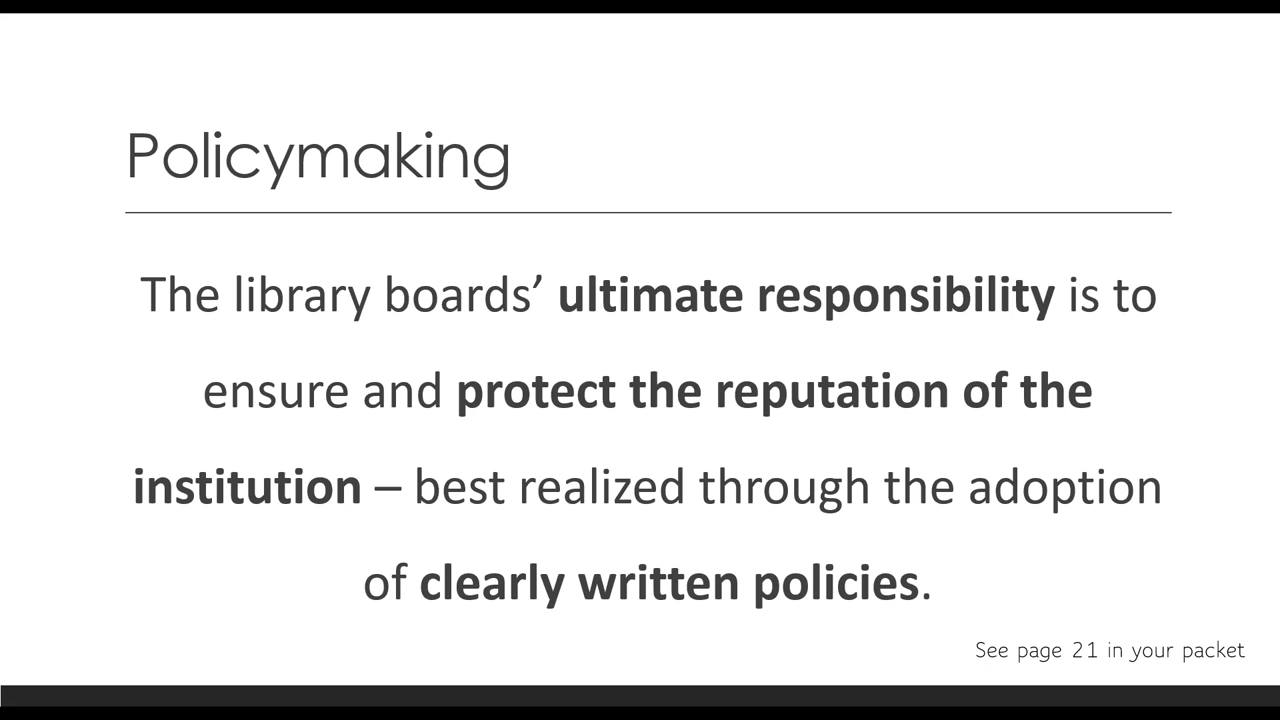 Policymaking
The library boards’ ultimate responsibility is to
ensure and protect the reputation of the
institution – best realized through the adoption
of clearly written policies.
See page 21 in your packet